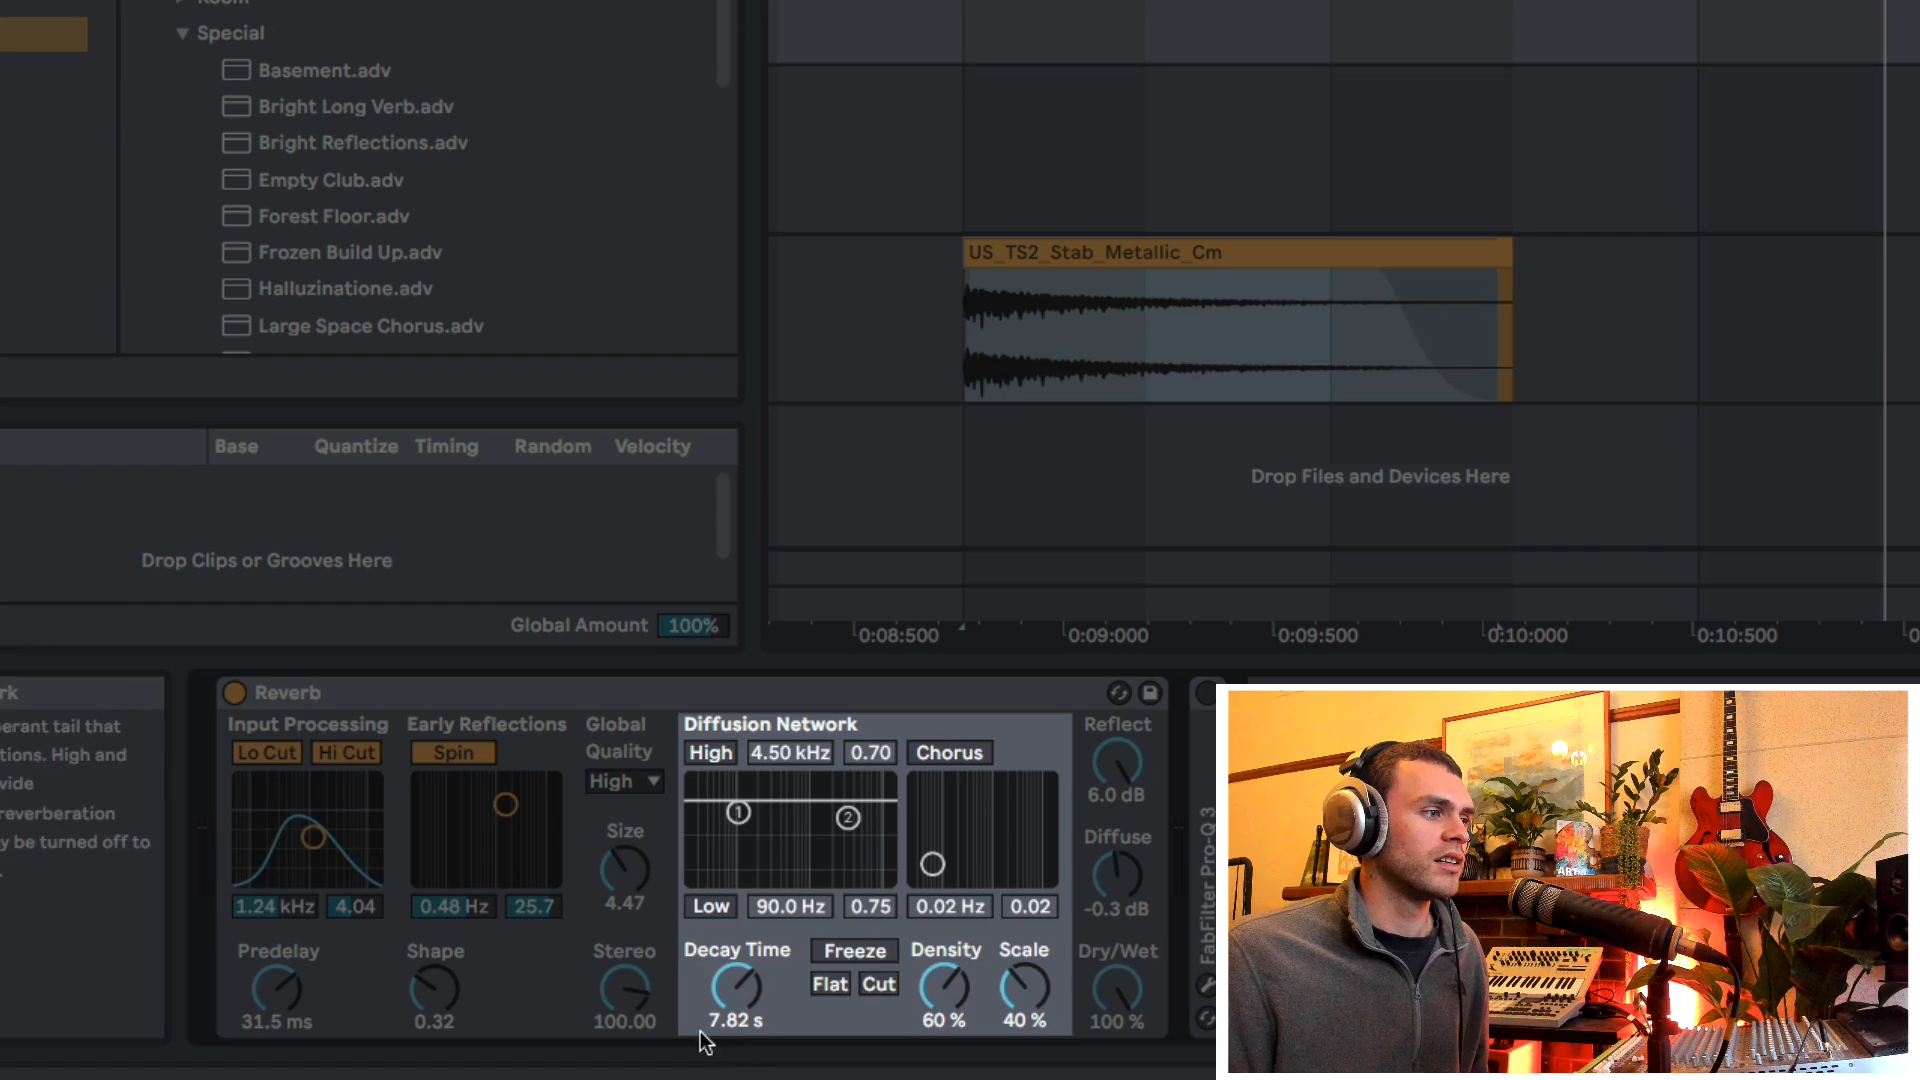 Special
Basement.adv
Bright Long Verb.adv
Bright Reflections.adv
Empty Club.adv
Forest Floor.adv
Frozen Build Up.adv
Halluzinatione.adv
Large Space Chorus.adv
US_TS2_Stab_Metallic_Cm
Base Quantize Timing Random Velocity
Drop Files and Devices Here
Drop Clips or Grooves Here
Global Amount 100%
0:08:500 0:09:000 0:09:500 0:10:000 0:10:500
rk
erant tail that
tions. High and
vide
reverberation
y be turned off to
Reverb
Input Processing
Lo Cut Hi Cut
1.24 kHz 4.04
Predelay
31.5 ms
Early Reflections
Spin
0.48 Hz 25.7
Shape
0.32
Global
Quality
High
Size
4.47
Stereo
100.00
Diffusion Network
High 4.50 kHz 0.70 Chorus
1 2
Low 90.0 Hz 0.75 0.02 Hz 0.02
Decay Time Freeze Density Scale
Flat Cut
7.82 s 60 % 40 %
Reflect
6.0 dB
Diffuse
-0.3 dB
Dry/Wet
100 %
FabFilter Pro-Q 3
ART